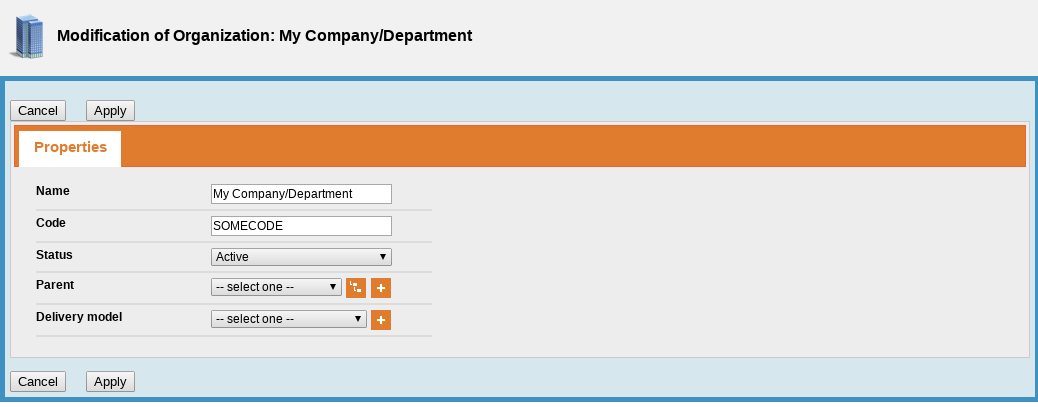 Modification of Organization: My Company/Department
Cancel Apply
Properties
Name My Company/Department
Code SOMECODE
Status Active
Parent -- select one --
Delivery model -- select one --
Cancel Apply